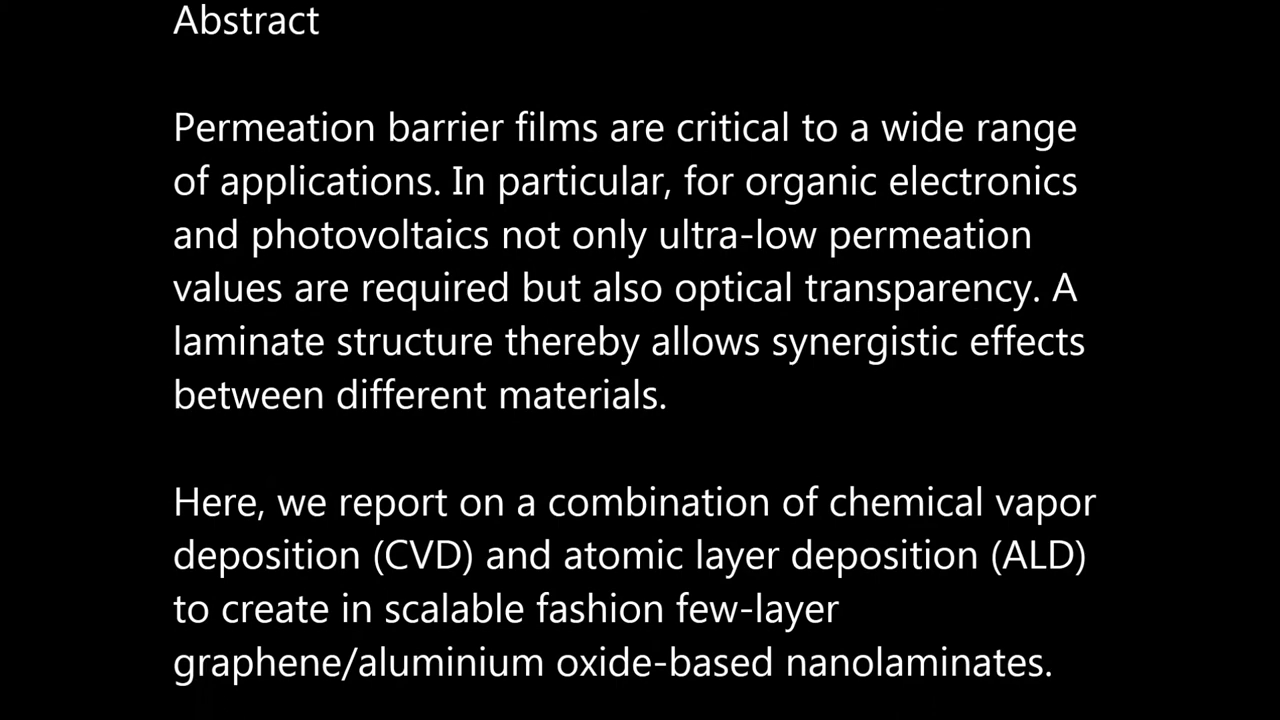 Abstract
Permeation barrier films are critical to a wide range
of applications. In particular, for organic electronics
and photovoltaics not only ultra-low permeation
values are required but also optical transparency. A
laminate structure thereby allows synergistic effects
between different materials.
Here, we report on a combination of chemical vapor
deposition (CVD) and atomic layer deposition (ALD)
to create in scalable fashion few-layer
graphene/aluminium oxide-based nanolaminates.